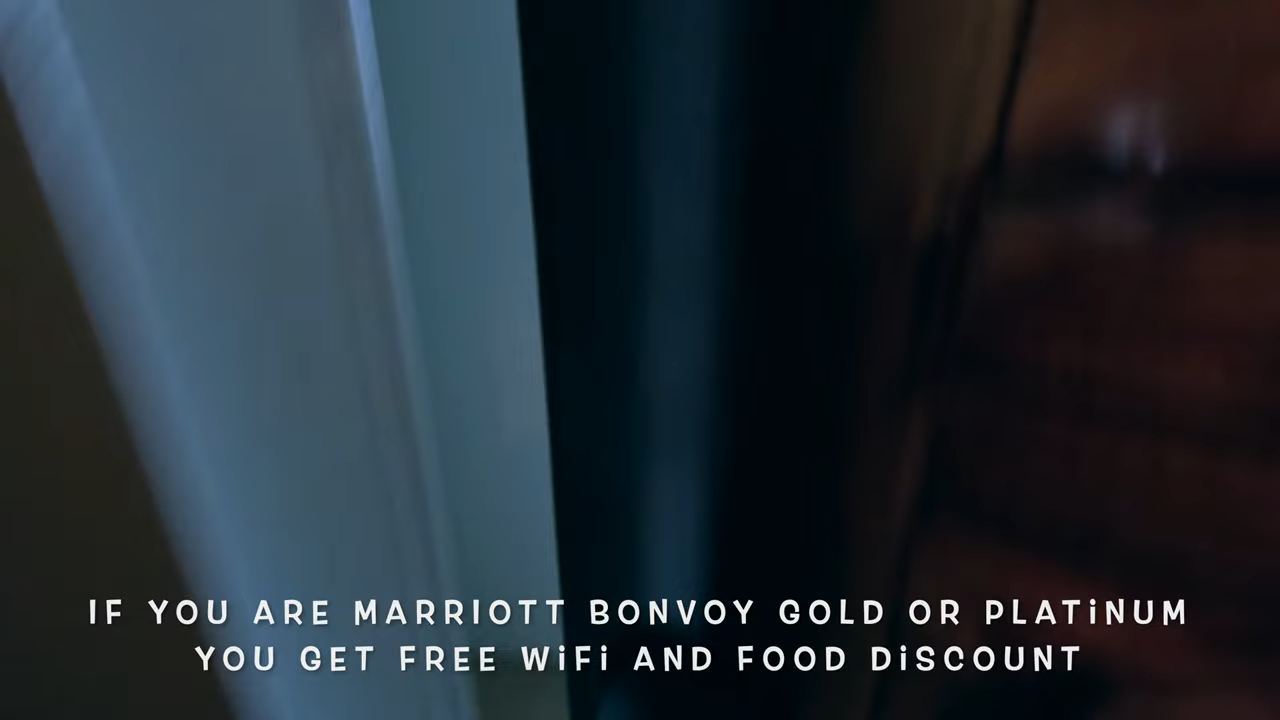 IF YOU ARE MARRIOTT BONVOY GOLD OR PLATiNUM
YOU GET FREE WiFi AND FOOD DiSCOUNT